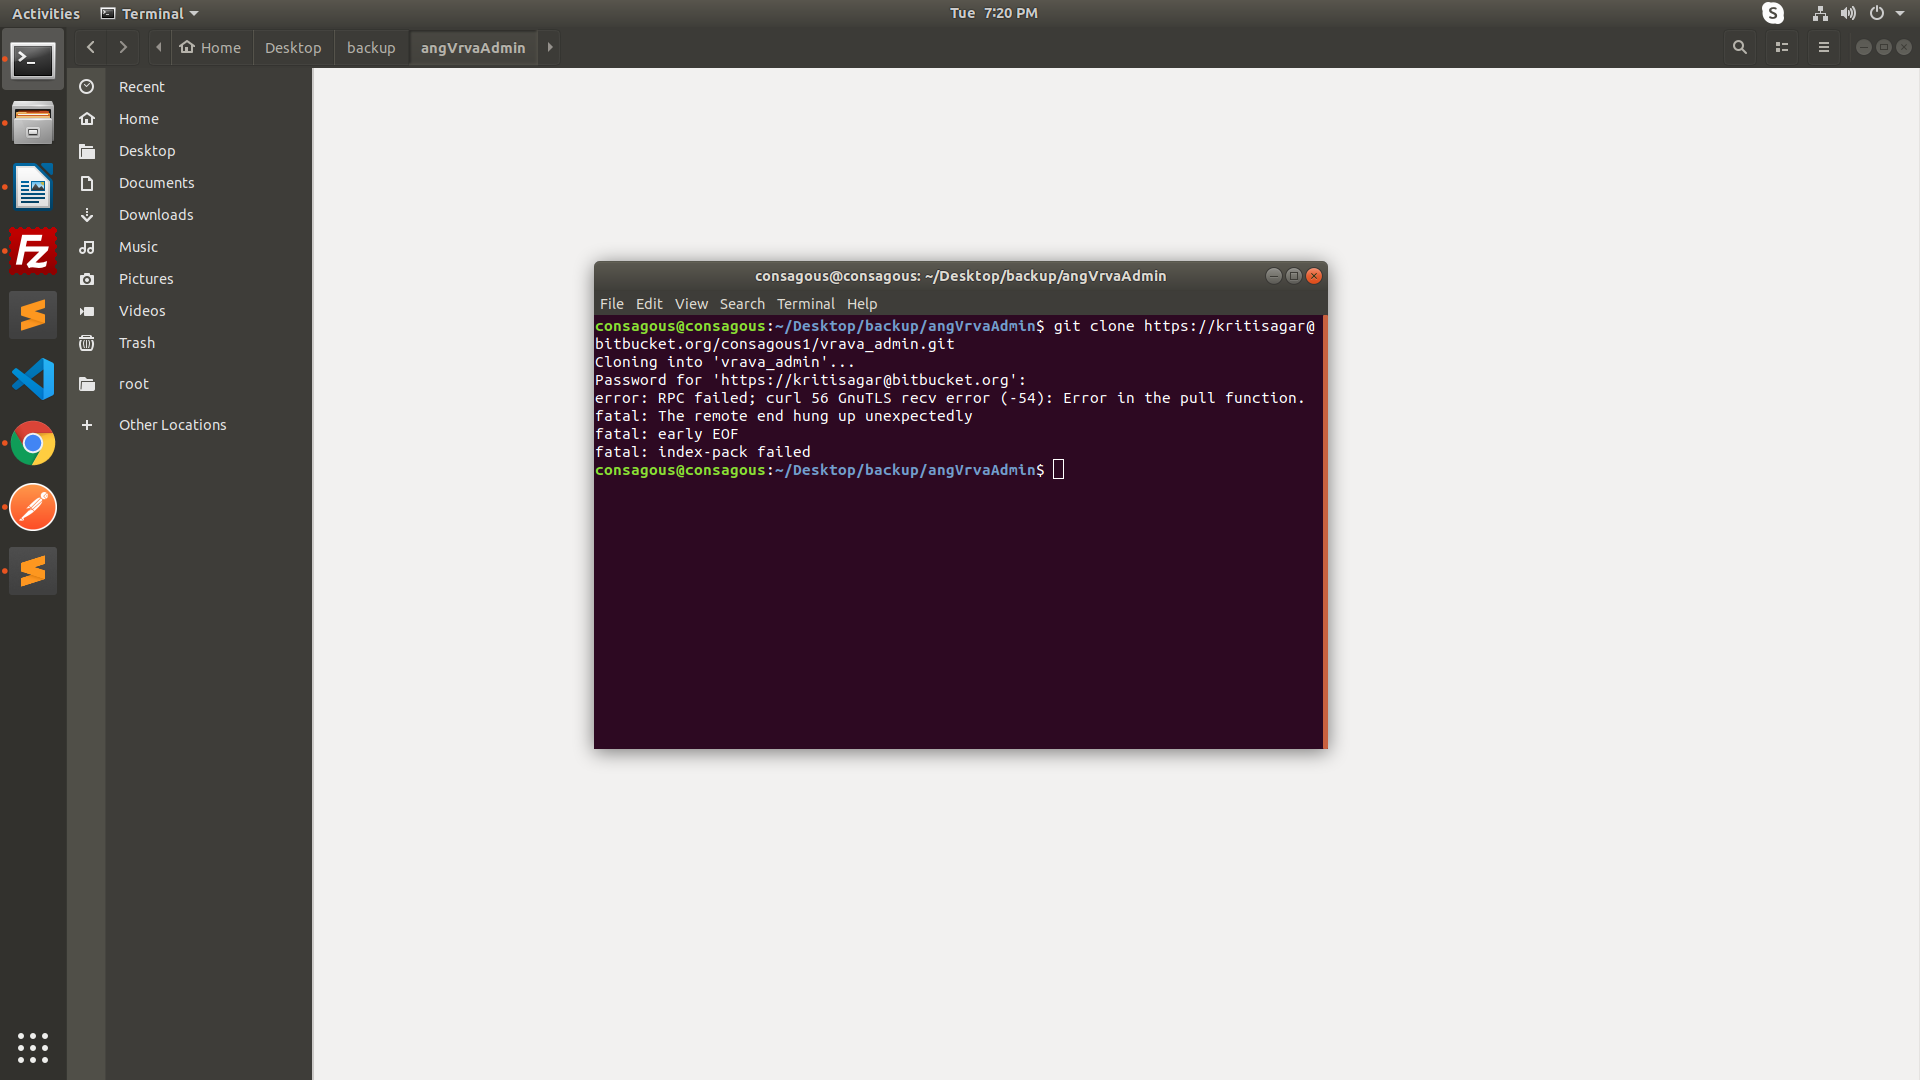 Activities Terminal Tue 7:20 PM
Home Desktop backup angVrvaAdmin
Recent
Home
Desktop
Documents
Downloads
Music
Pictures
Videos
Trash
root
Other Locations
consagous@consagous: ~/Desktop/backup/angVrvaAdmin
File Edit View Search Terminal Help
consagous@consagous:~/Desktop/backup/angVrvaAdmin$ git clone https://kritisagar@
bitbucket.org/consagous1/vrava_admin.git
Cloning into 'vrava_admin'...
Password for 'https://kritisagar@bitbucket.org':
error: RPC failed; curl 56 GnuTLS recv error (-54): Error in the pull function.
fatal: The remote end hung up unexpectedly
fatal: early EOF
fatal: index-pack failed
consagous@consagous:~/Desktop/backup/angVrvaAdmin$